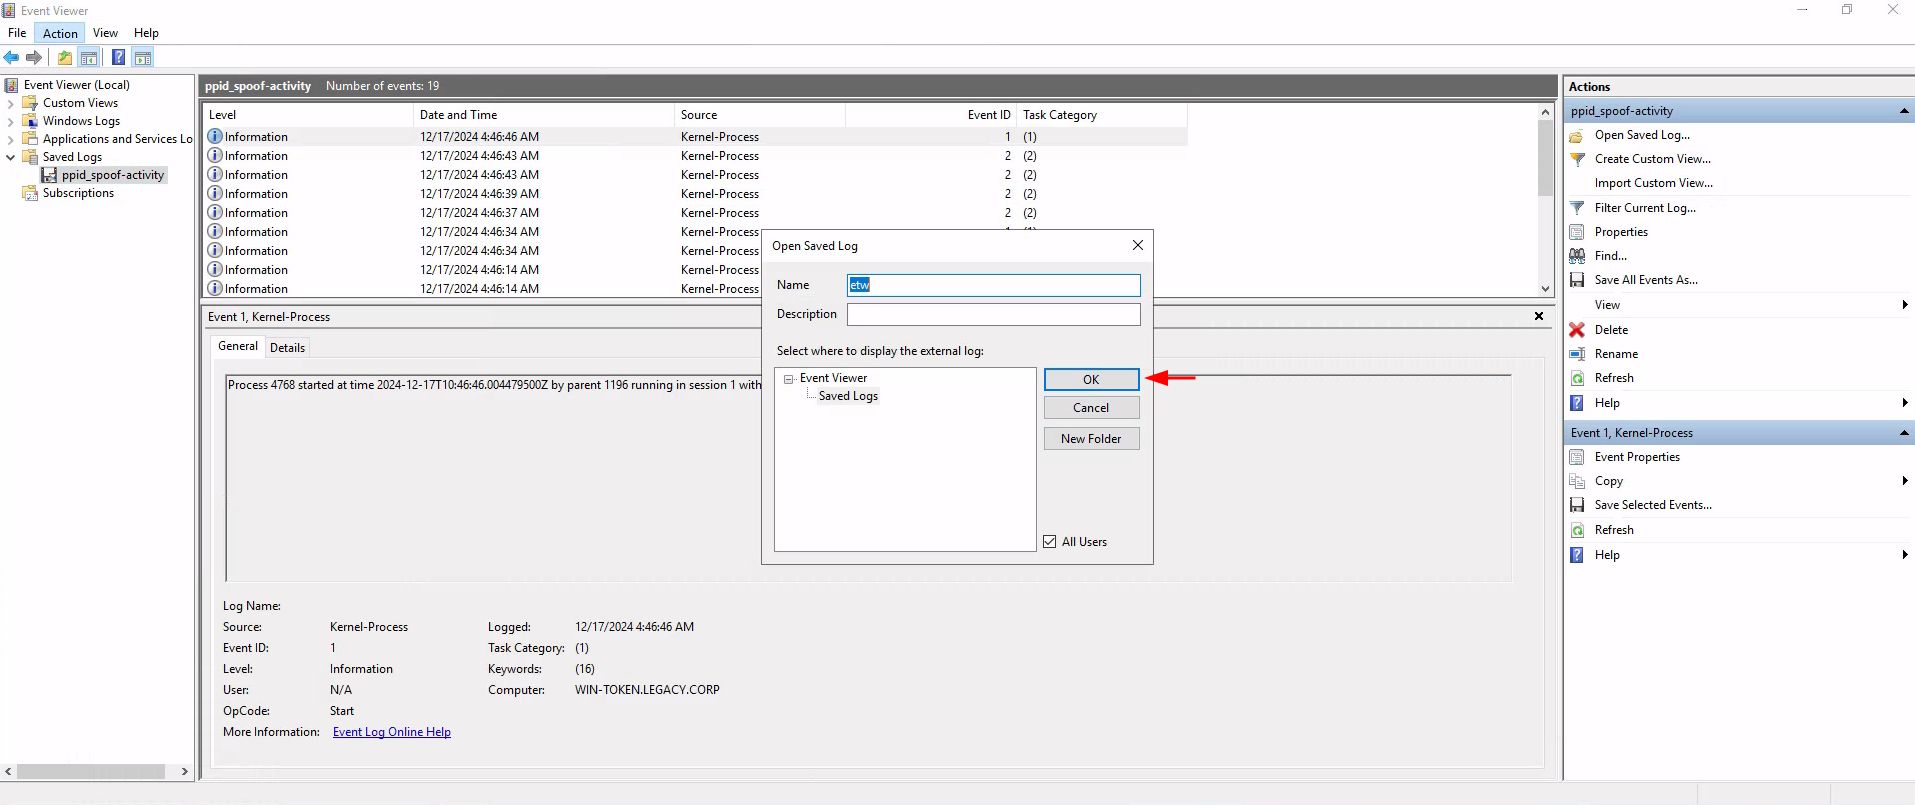 Event Viewer
File Action View Help
Event Viewer (Local)
Custom Views
Windows Logs
Applications and Services Lo
Saved Logs
ppid_spoof-activity
Subscriptions
ppid_spoof-activity Number of events: 19
Level Date and Time Source Event ID Task Category
Information 12/17/2024 4:46:46 AM Kernel-Process 1 (1)
Information 12/17/2024 4:46:43 AM Kernel-Process 2 (2)
Information 12/17/2024 4:46:43 AM Kernel-Process 2 (2)
Information 12/17/2024 4:46:39 AM Kernel-Process 2 (2)
Information 12/17/2024 4:46:37 AM Kernel-Process 2 (2)
Information 12/17/2024 4:46:34 AM Kernel-Process
Information 12/17/2024 4:46:34 AM Kernel-Process
Information 12/17/2024 4:46:14 AM Kernel-Process
Information 12/17/2024 4:46:14 AM Kernel-Process
Event 1, Kernel-Process
General Details
Process 4768 started at time 2024-12-17T10:46:46.004479500Z by parent 1196 running in session 1 with
Log Name:
Source: Kernel-Process Logged: 12/17/2024 4:46:46 AM
Event ID: 1 Task Category: (1)
Level: Information Keywords: (16)
User: N/A Computer: WIN-TOKEN.LEGACY.CORP
OpCode: Start
More Information: Event Log Online Help
Open Saved Log
Name etw
Description
Select where to display the external log:
Event Viewer
Saved Logs
OK
Cancel
New Folder
All Users
Actions
ppid_spoof-activity
Open Saved Log...
Create Custom View...
Import Custom View...
Filter Current Log...
Properties
Find...
Save All Events As...
View
Delete
Rename
Refresh
Help
Event 1, Kernel-Process
Event Properties
Copy
Save Selected Events...
Refresh
Help